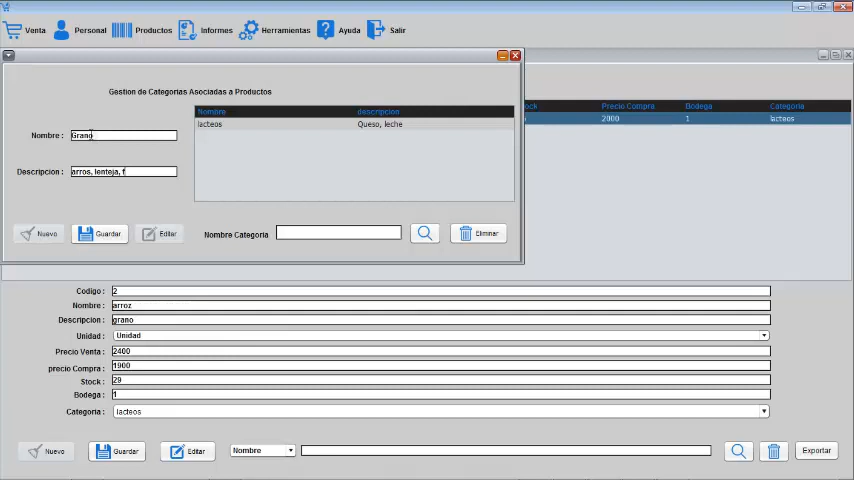 Venta Personal Productos Informes Herramientas Ayuda Salir
Gestion de Categorias Asociadas a Productos
Nombre descripcion
lacteos Queso, leche
Nombre : Grano
Descripcion : arros, lenteja, f
Nuevo Guardar Editar Nombre Categoria Eliminar
tock Precio Compra Bodega Categoria
2000 1 lacteos
Codigo : 2
Nombre : arroz
Descripcion : grano
Unidad : Unidad
Precio Venta : 2400
precio Compra : 1900
Stock : 29
Bodega : 1
Categoria : lacteos
Nuevo Guardar Editar Nombre Exportar